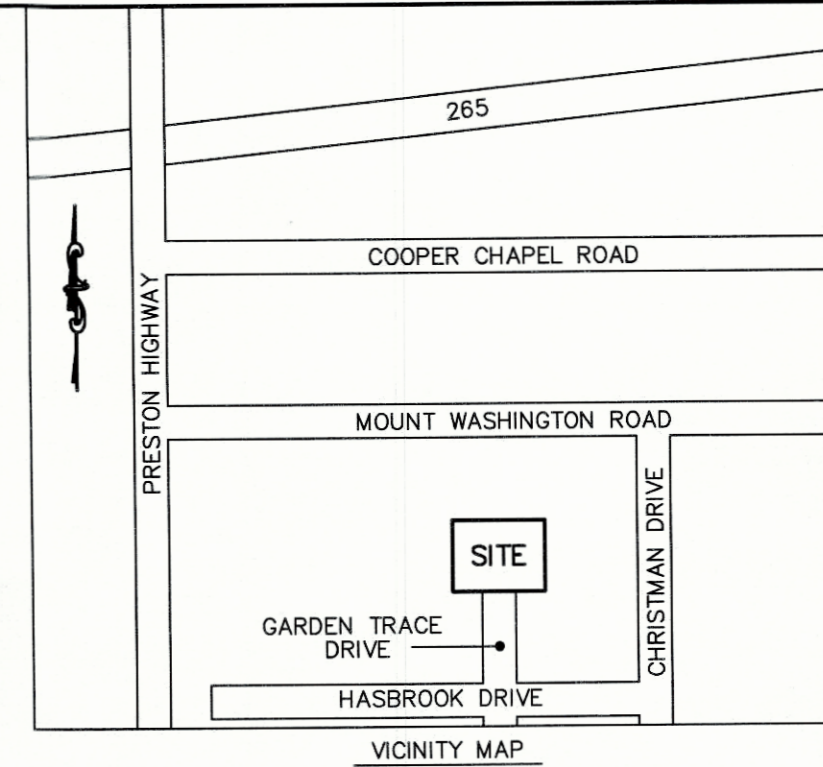 265
COOPER CHAPEL ROAD
PRESTON HIGHWAY
MOUNT WASHINGTON ROAD
CHRISTMAN DRIVE
SITE
GARDEN TRACE
DRIVE
HASBROOK DRIVE
VICINITY MAP